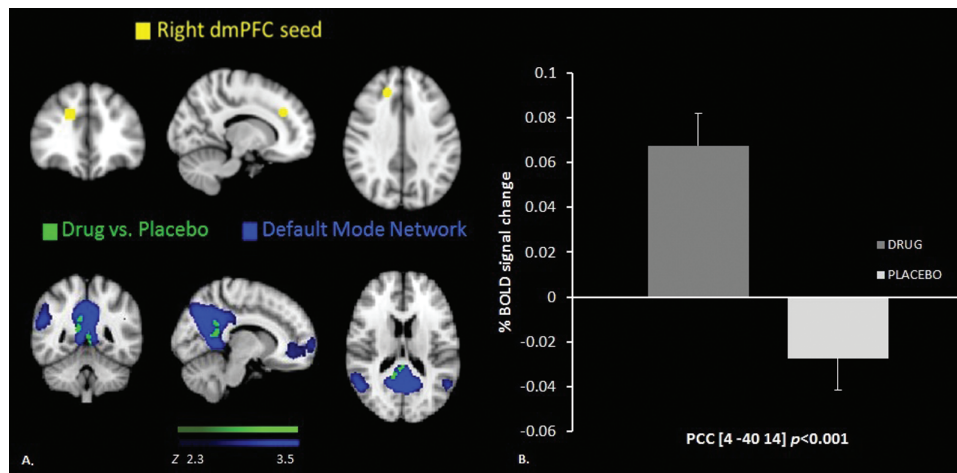 Right dmPFC seed
Drug vs. Placebo
Default Mode Network
Z 2.3 3.5
A.
0.1
0.08
0.06
0.04
0.02
0
-0.02
-0.04
-0.06
% BOLD signal change
DRUG
PLACEBO
PCC [4 -40 14] p<0.001
B.